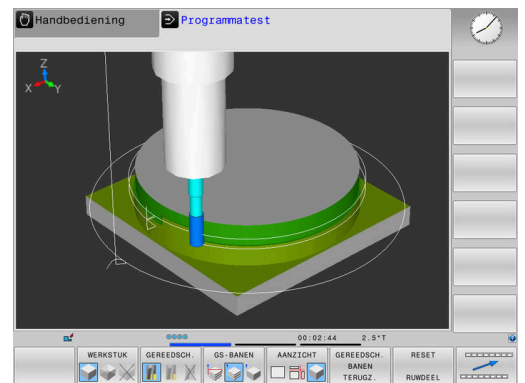 Handbediening
Programmatest
Z
X
Y
00:02:44 2.5*T
WERKSTUK
GEREEDSCH.
GS-BANEN
AANZICHT
GEREEDSCH.
BANEN
TERUGZ.
RESET
RUWDEEL